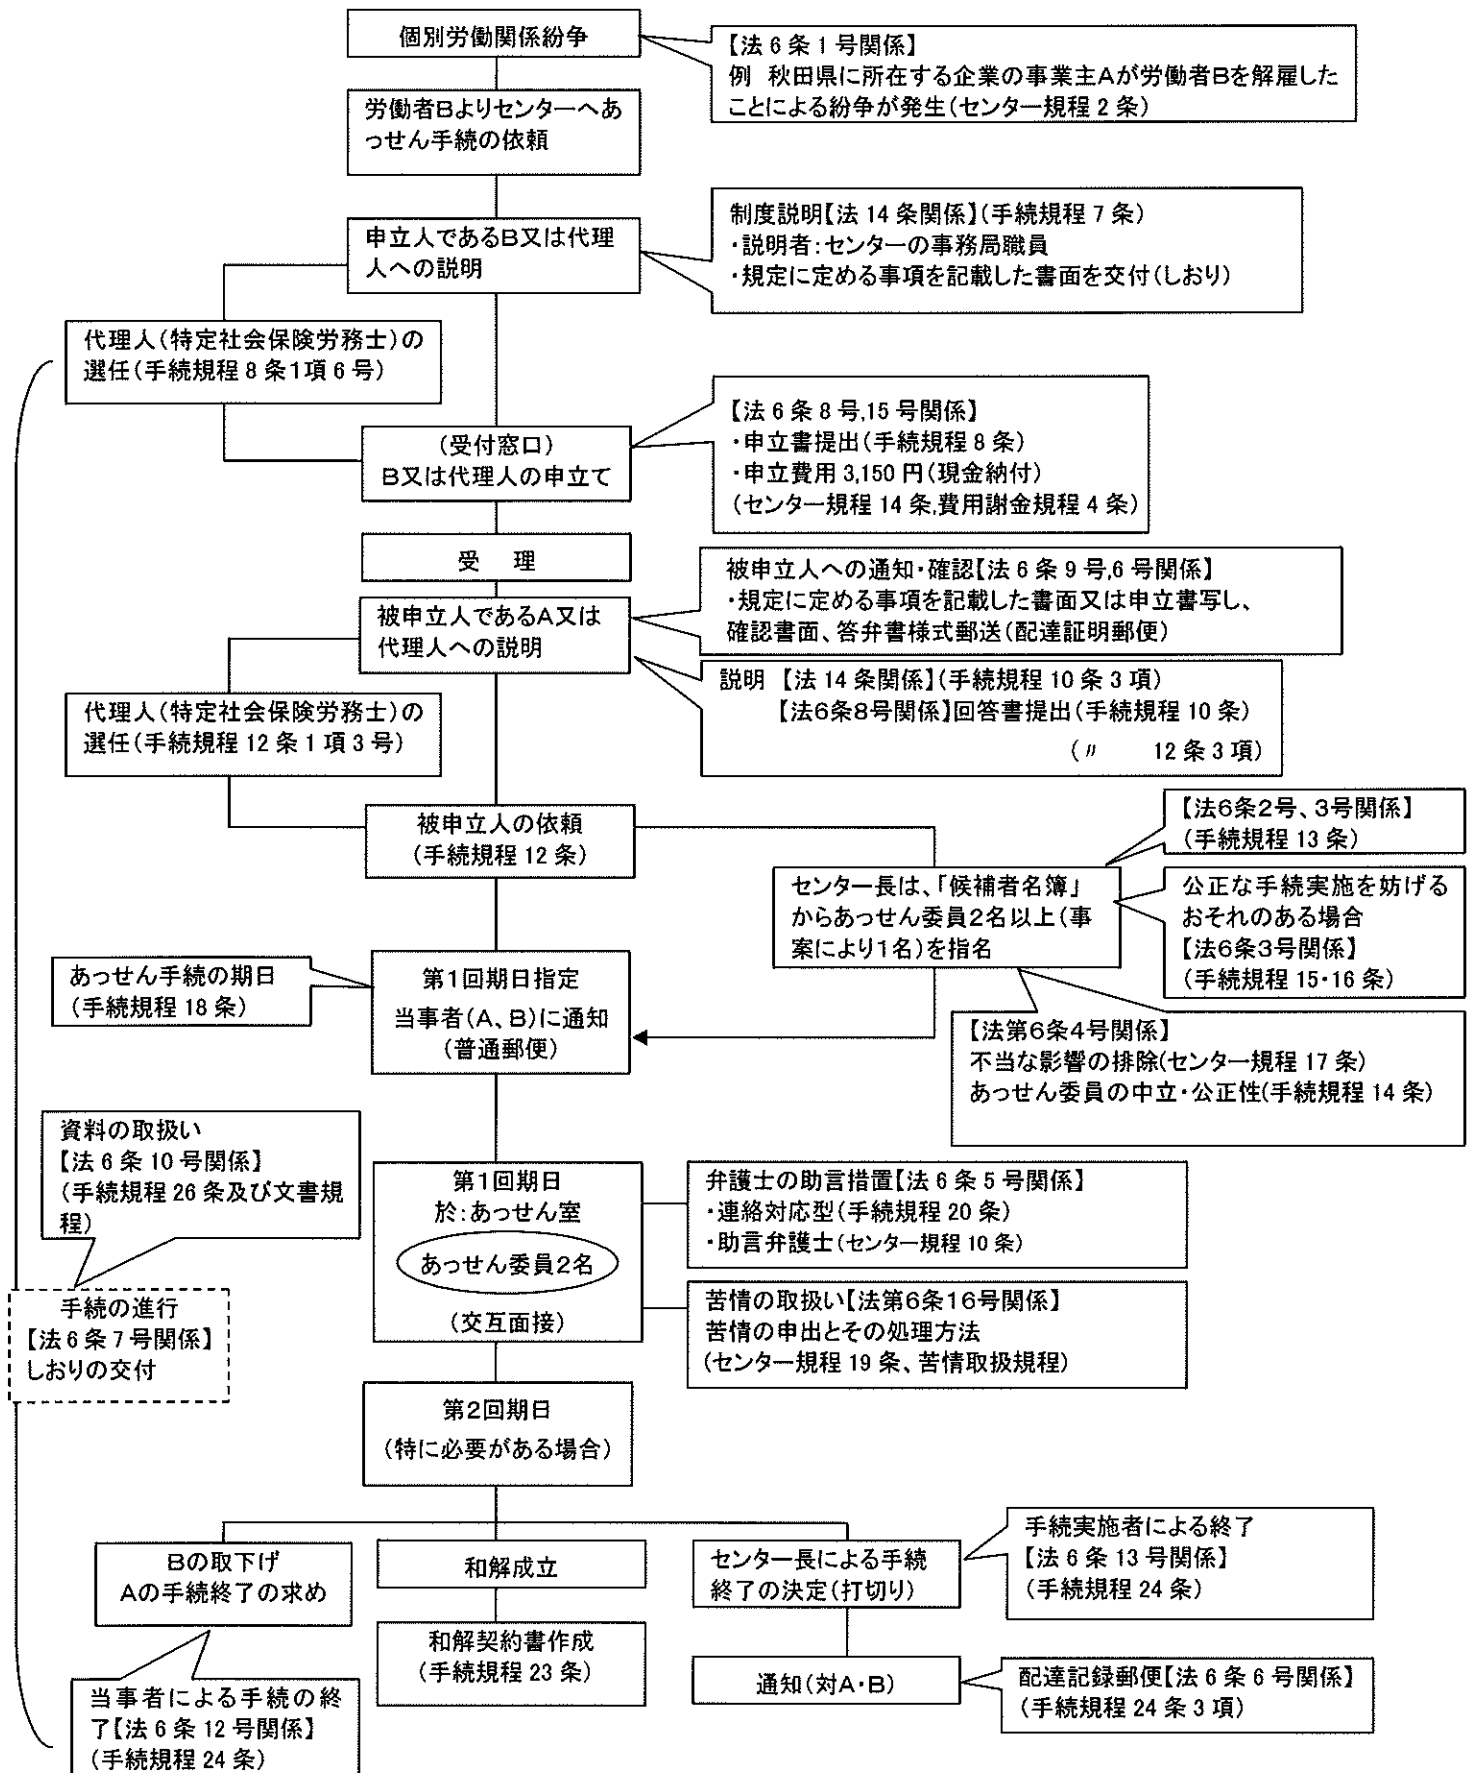 個別労働関係紛争
【法6条1号関係】
例 秋田県に所在する企業の事業主Aが労働者Bを解雇した
ことによる紛争が発生(センター規程2条)
労働者Bよりセンターへあ
っせん手続の依頼
申立人であるB又は代理
人への説明
制度説明【法14条関係】(手続規程7条)
・説明者:センターの事務局職員
・規定に定める事項を記載した書面を交付(しおり)
代理人(特定社会保険労務士)の
選任(手続規程8条1項6号)
(受付窓口)
B又は代理人の申立て
【法6条8号,15号関係】
・申立書提出(手続規程8条)
・申立費用3,150円(現金納付)
(センター規程14条,費用謝金規程4条)
受 理
被申立人であるA又は
代理人への説明
被申立人への通知・確認【法6条9号,6号関係】
・規定に定める事項を記載した書面又は申立書写し、
確認書面、答弁書様式郵送(配達証明郵便)
説明 【法14条関係】(手続規程10条3項)
【法6条8号関係】回答書提出(手続規程10条)
(〃 12条3項)
代理人(特定社会保険労務士)の
選任(手続規程12条1項3号)
被申立人の依頼
(手続規程12条)
【法6条2号、3号関係】
(手続規程13条)
センター長は、「候補者名簿」
からあっせん委員2名以上(事
案により1名)を指名
公正な手続実施を妨げる
おそれのある場合
【法6条3号関係】
(手続規程15・16条)
あっせん手続の期日
(手続規程18条)
第1回期日指定
当事者(A、B)に通知
(普通郵便)
【法第6条4号関係】
不当な影響の排除(センター規程17条)
あっせん委員の中立・公正性(手続規程14条)
資料の取扱い
【法6条10号関係】
(手続規程26条及び文書規
程)
第1回期日
於:あっせん室
あっせん委員2名
(交互面接)
弁護士の助言措置【法6条5号関係】
・連絡対応型(手続規程20条)
・助言弁護士(センター規程10条)
苦情の取扱い【法第6条16号関係】
苦情の申出とその処理方法
(センター規程19条、苦情取扱規程)
手続の進行
【法6条7号関係】
しおりの交付
第2回期日
(特に必要がある場合)
Bの取下げ
Aの手続終了の求め
和解成立
センター長による手続
終了の決定(打切り)
手続実施者による終了
【法6条13号関係】
(手続規程24条)
和解契約書作成
(手続規程23条)
通知(対A・B)
配達記録郵便【法6条6号関係】
(手続規程24条3項)
当事者による手続の終
了【法6条12号関係】
(手続規程24条)